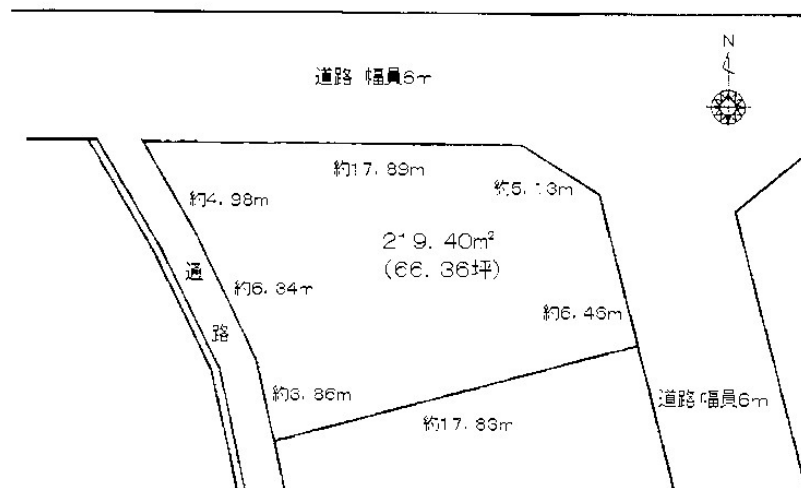 N
道路 幅員6m
約17.89m
約5.13m
約4.98m
219.40m²
(66.36坪)
通
路
約6.34m
約6.46m
約3.86m
道路 幅員6m
約17.83m